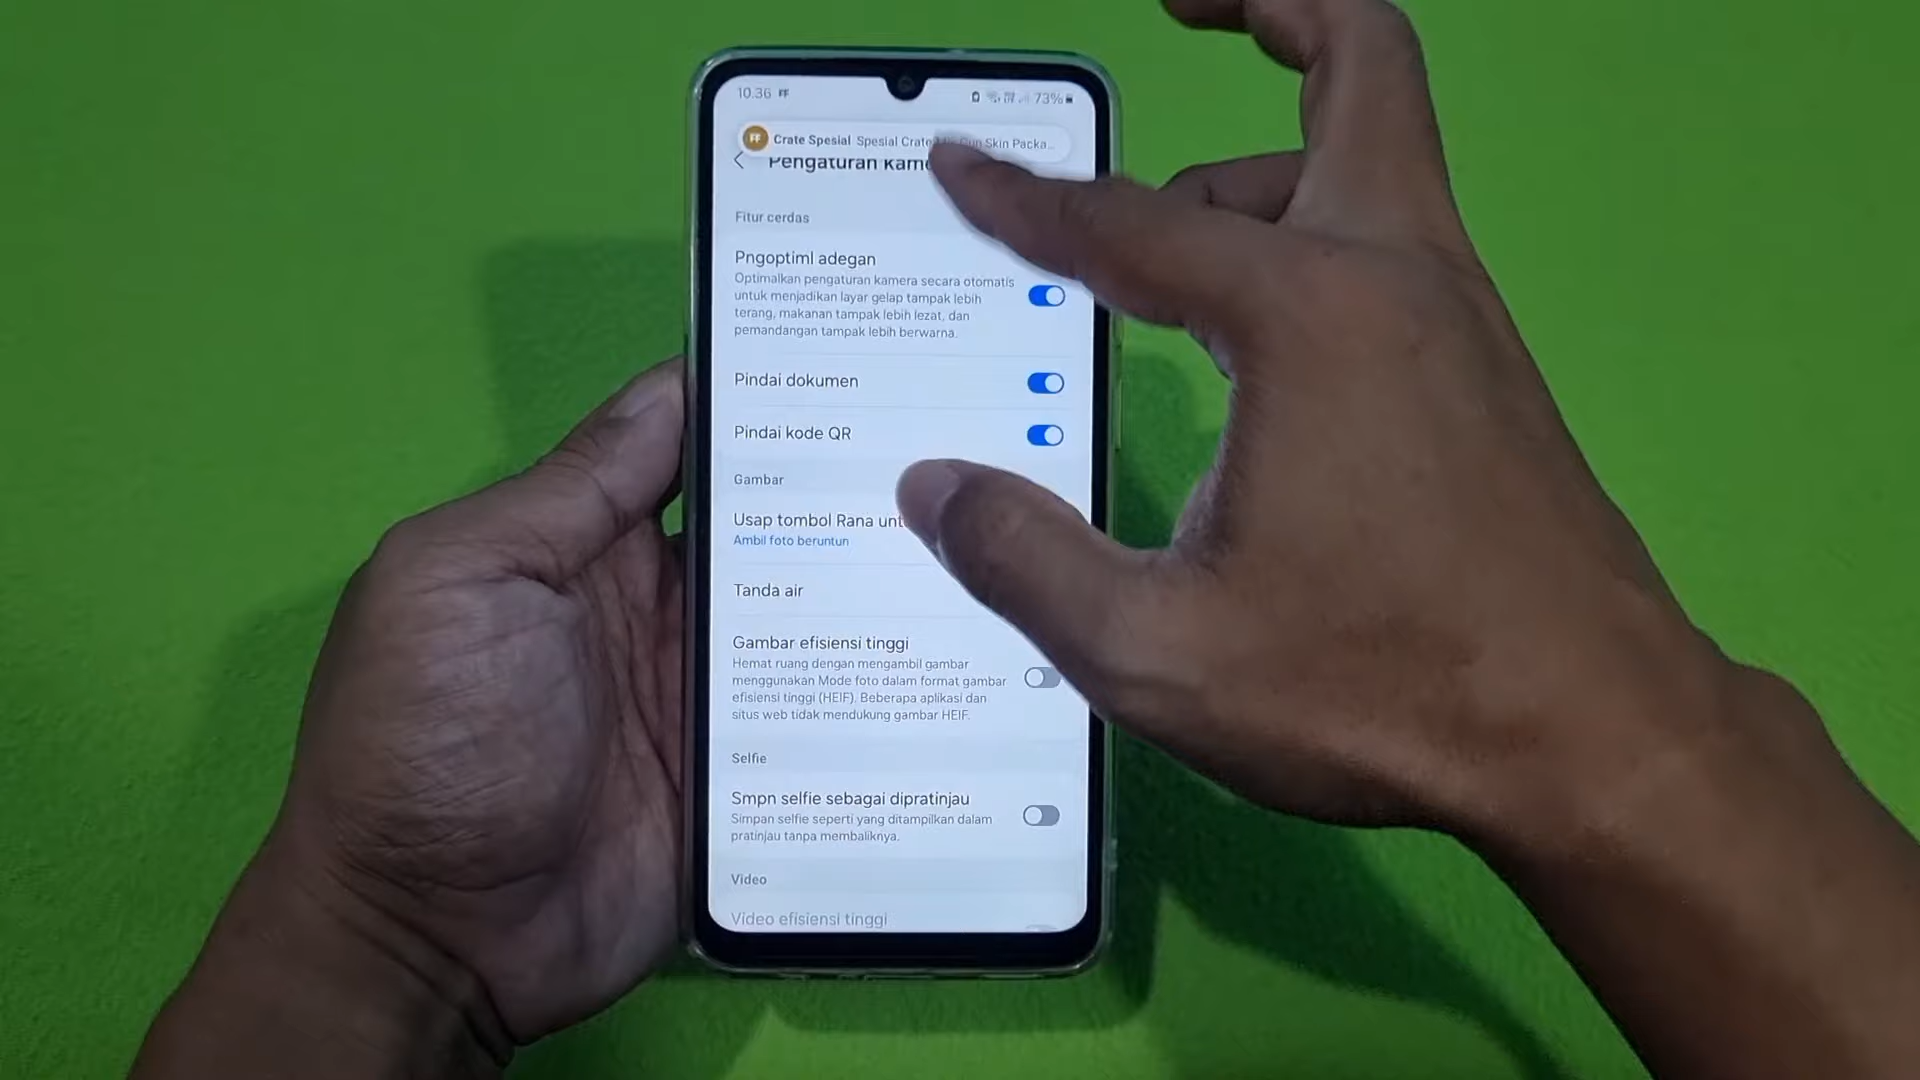 10.36 FF
73%
FF Crate Spesial Spesial Crate Gun Skin Packa...
Pengaturan Kame
Fitur cerdas
Pngoptiml adegan
Optimalkan pengaturan kamera secara otomatis
untuk menjadikan layar gelap tampak lebih
terang, makanan tampak lebih lezat, dan
pemandangan tampak lebih berwarna.
Pindai dokumen
Pindai kode QR
Gambar
Usap tombol Rana unt
Ambil foto beruntun
Tanda air
Gambar efisiensi tinggi
Hemat ruang dengan mengambil gambar
menggunakan Mode foto dalam format gambar
efisiensi tinggi (HEIF). Beberapa aplikasi dan
situs web tidak mendukung gambar HEIF.
Selfie
Smpn selfie sebagai dipratinjau
Simpan selfie seperti yang ditampilkan dalam
pratinjau tanpa membaliknya.
Video
Video efisiensi tinggi